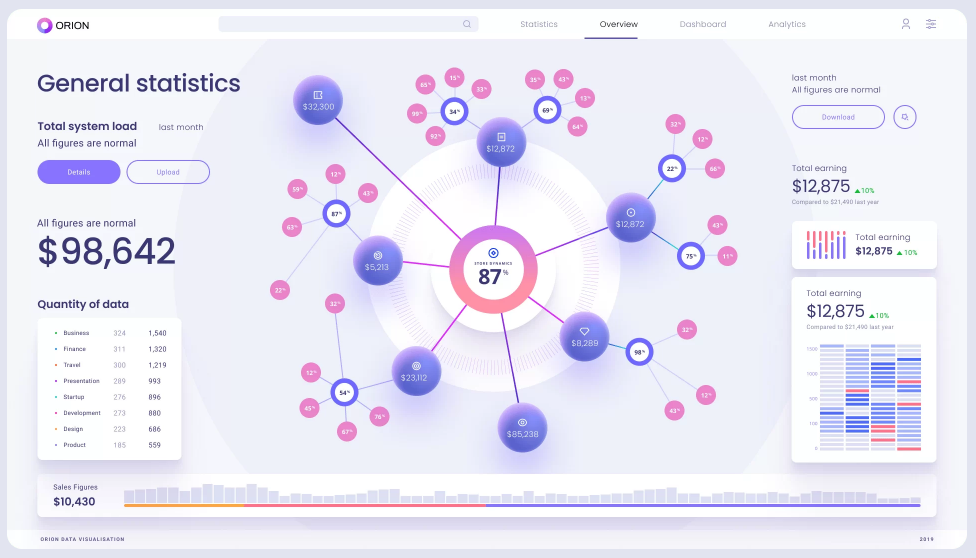 ORION
Statistics
Overview
Dashboard
Analytics
General statistics
Total system load last month
All figures are normal
Details
Upload
All figures are normal
$98,642
Quantity of data
Business 324 1,540
Finance 311 1,320
Travel 300 1,219
Presentation 289 993
Startup 276 896
Development 273 880
Design 223 686
Product 185 559
$32,300
65%
15%
33%
34%
92%
35%
43%
13%
69%
64%
$12,872
32%
12%
22%
66%
$12,872
43%
75%
11%
59%
12%
43%
87%
63%
22%
$5,213
STORE DYNAMICS
87%
$8,289
32%
98%
12%
43%
32%
$23,112
12%
54%
45%
67%
76%
$85,238
last month
All figures are normal
Download
Total earning
$12,875 ▲10%
Compared to $21,490 last year
Total earning
$12,875 ▲10%
Total earning
$12,875 ▲10%
Compared to $21,490 last year
1000
100
0
Sales Figures
$10,430
ORION DATA VISUALISATION
2019